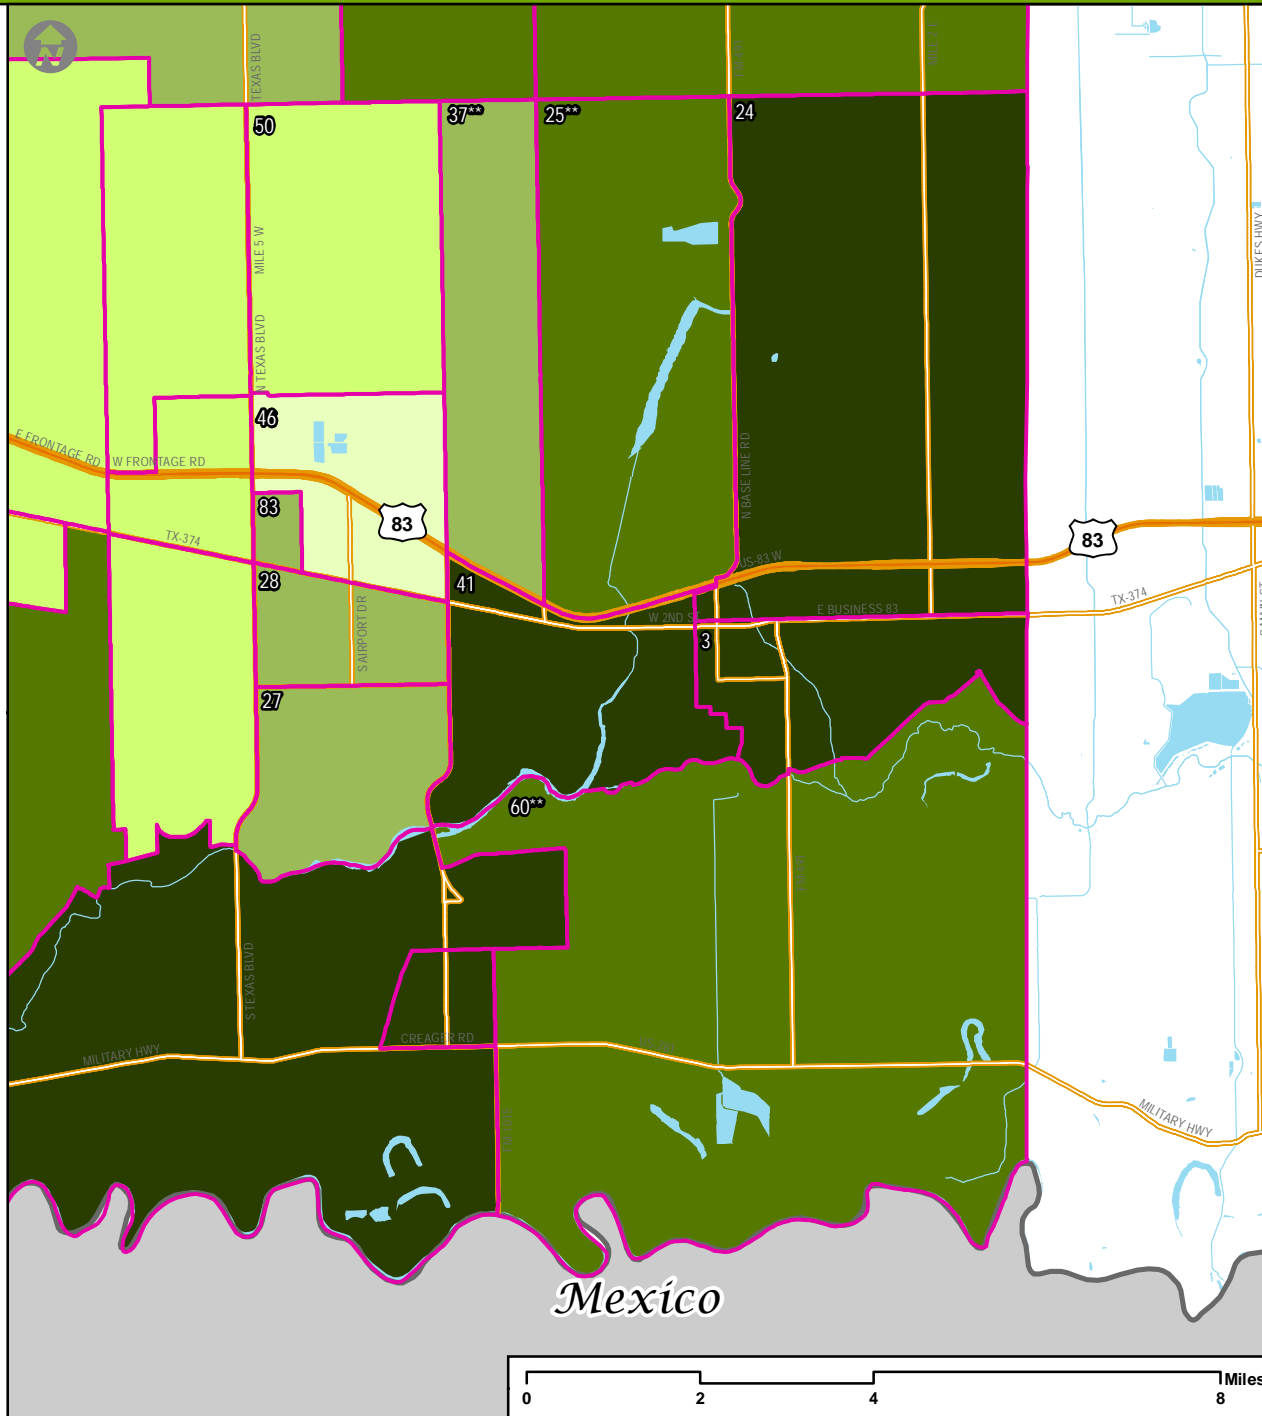 N
TEXAS BLVD
50
37**
25**
24
MILE 5 W
N TEXAS BLVD
DUKES HWY
46
E FRONTAGE RD
W FRONTAGE RD
N BASE LINE RD
83
83
83
TX-374
28
41
US-83 W
TX-374
S AIRPORT DR
W 2ND ST
E BUSINESS 83
3
27
60**
S TEXAS BLVD
CREAGER RD
MILITARY HWY
MILITARY HWY
Mexico
0 2 4 8 Miles